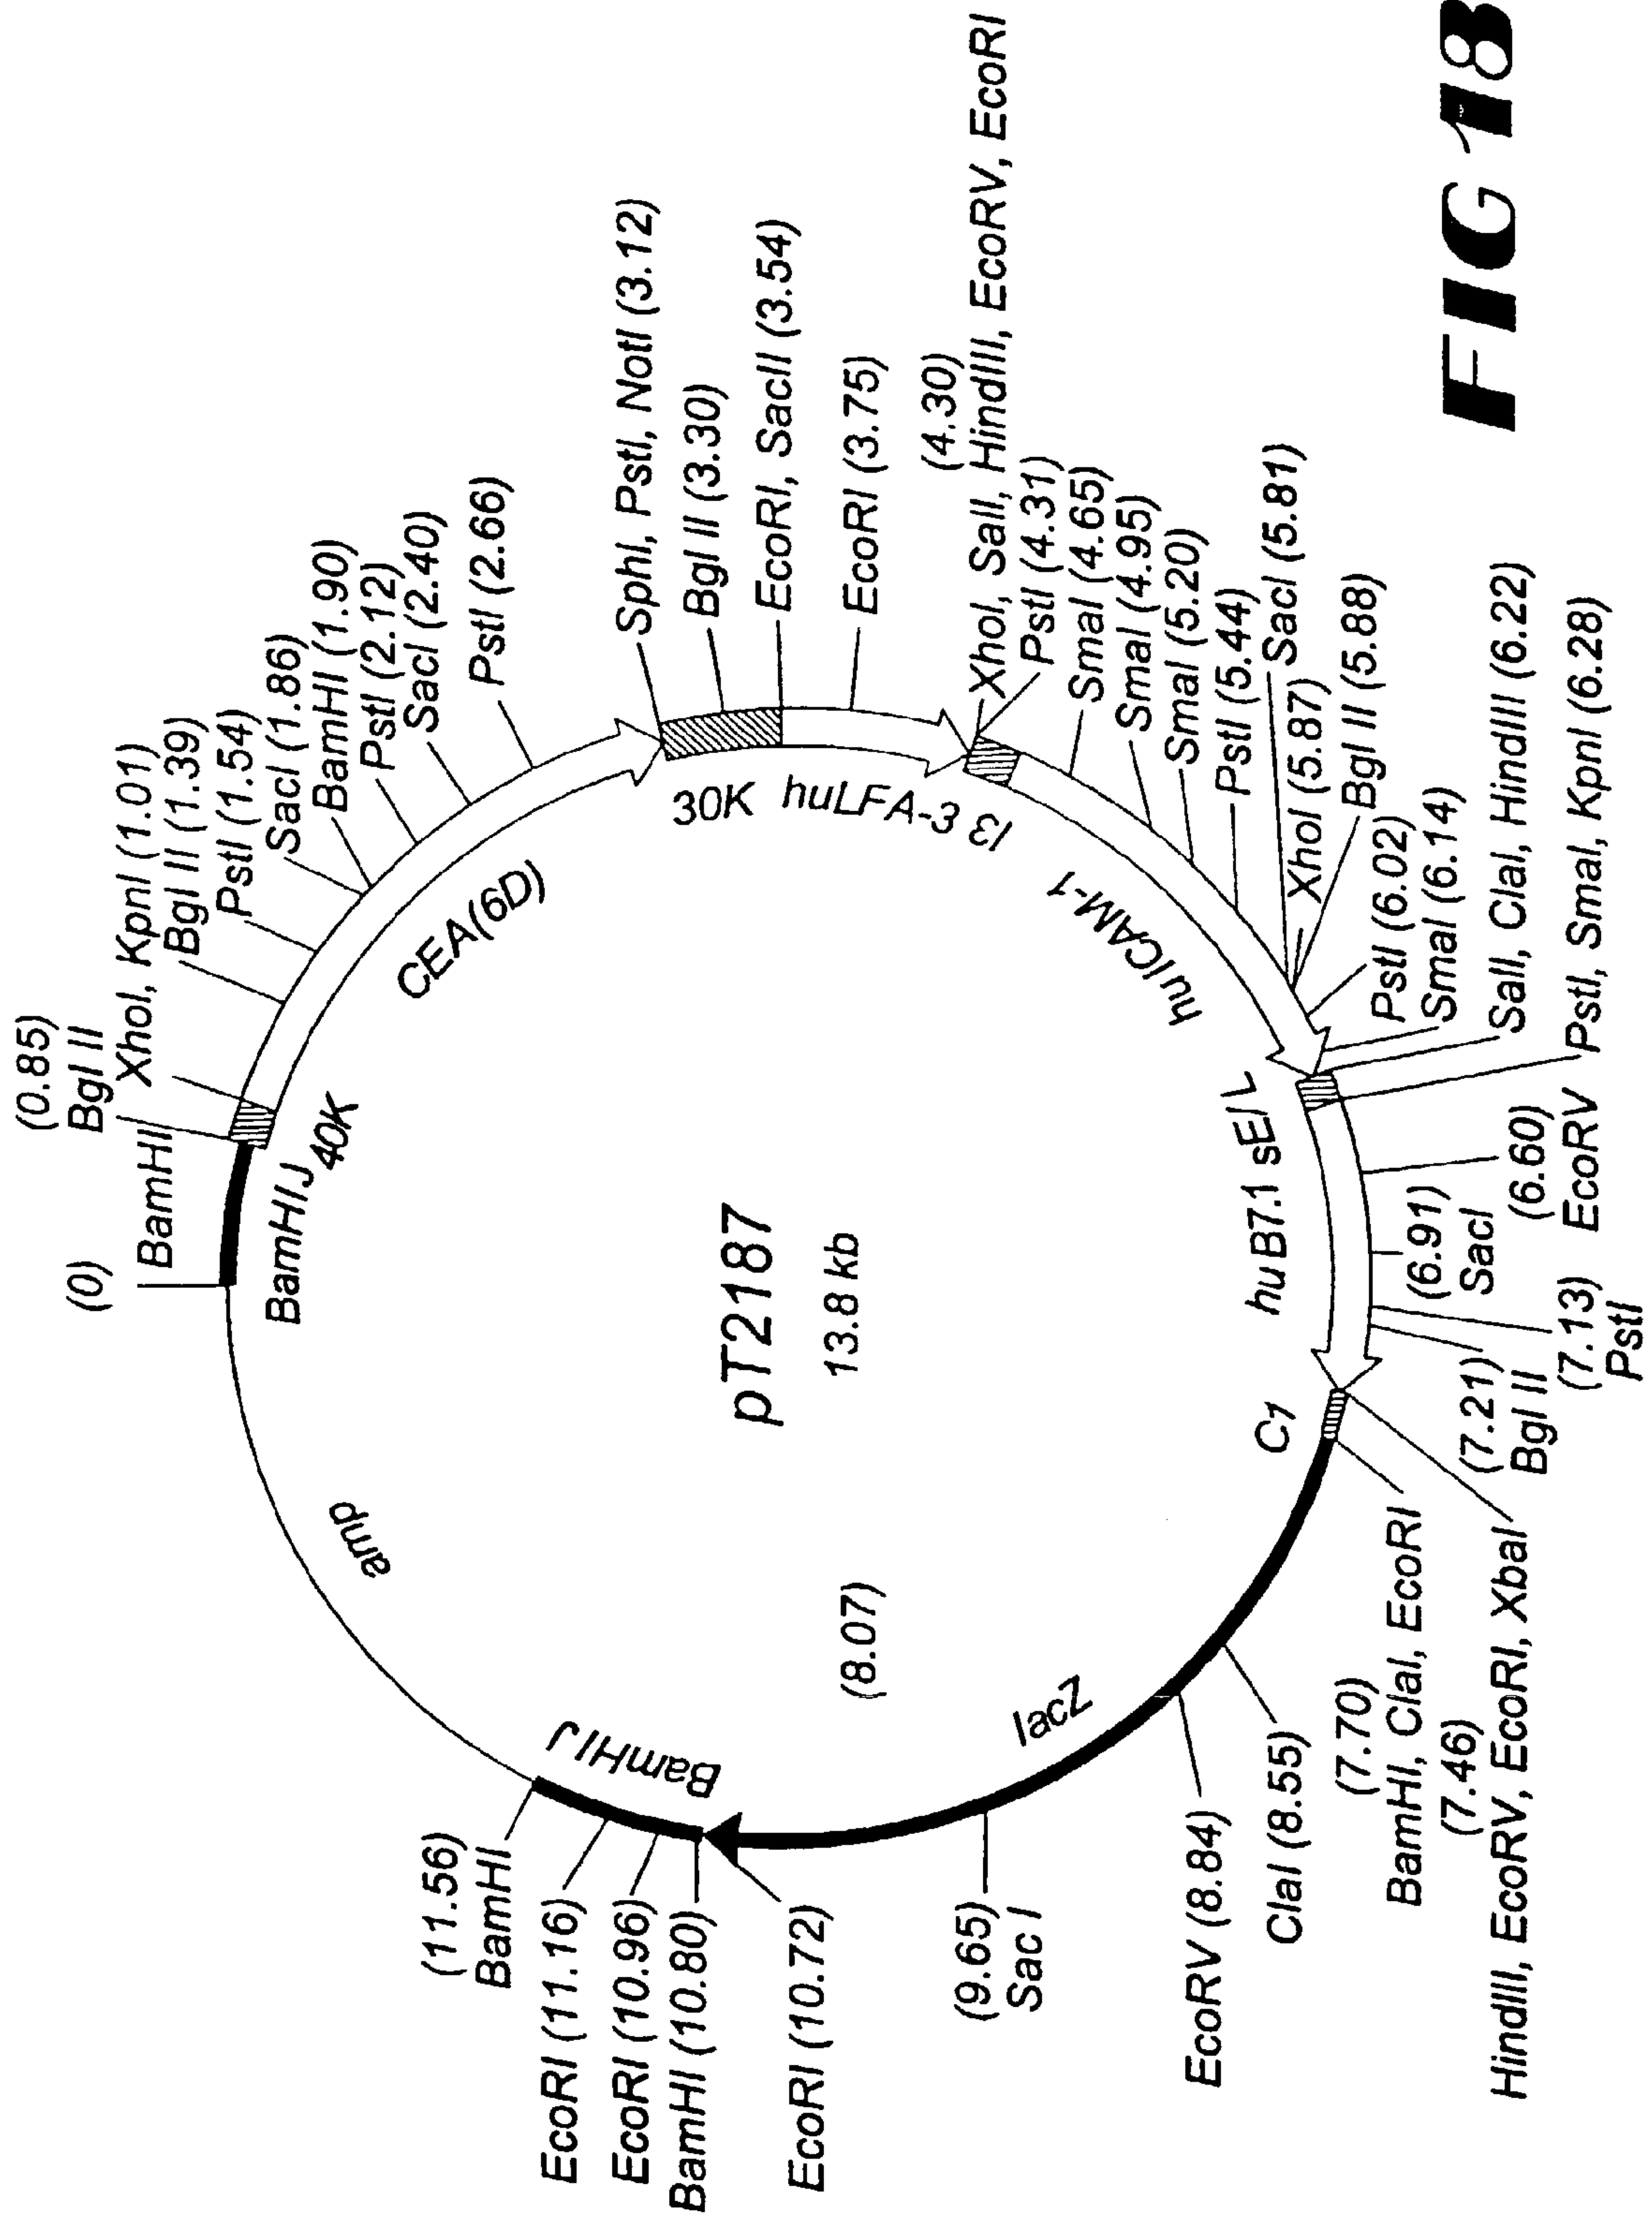 (0)
BamHI
(0.85)
Bgl II
XhoI, KpnI (1.01)
Bgl II (1.39)
PstI (1.54)
SacI (1.86)
BamHI (1.90)
PstI (2.12)
SacI (2.40)
PstI (2.66)
SphI, PstI, NotI (3.12)
Bgl II (3.30)
EcoRI, SacII (3.54)
EcoRI (3.75)
(4.30)
XhoI, SalI, HindIII, EcoRV, EcoRI
PstI (4.31)
SmaI (4.65)
SmaI (4.95)
SmaI (5.20)
PstI (5.44)
SacI (5.81)
XhoI (5.87)
Bgl II (5.88)
PstI (6.02)
SmaI (6.14)
SalI, ClaI, HindIII (6.22)
PstI, SmaI, KpnI (6.28)
(6.60)
EcoRV
(6.91)
SacI
(7.13)
PstI
(7.21)
Bgl II
(7.46)
HindIII, EcoRV, EcoRI, XbaI
(7.70)
BamHI, ClaI, EcoRI
ClaI (8.55)
EcoRV (8.84)
(9.65)
Sac I
EcoRI (10.72)
BamHI (10.80)
EcoRI (10.96)
EcoRI (11.16)
(11.56)
BamHI
BamHIJ
40K
CEA(6D)
30K
huLFA-3
I3
huICAM-1
sE/L
huB7.1
C1
lacZ
(8.07)
BamHIJ
amp
pT2187
13.8 kb
FIG 18